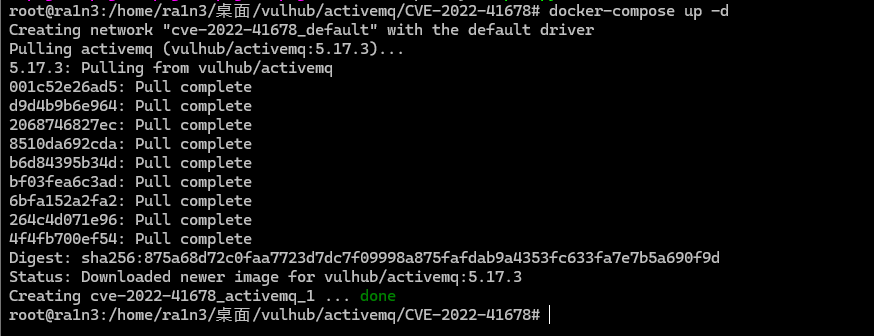 root@ra1n3:/home/ra1n3/桌面/vulhub/activemq/CVE-2022-41678# docker-compose up -d
Creating network "cve-2022-41678_default" with the default driver
Pulling activemq (vulhub/activemq:5.17.3)...
5.17.3: Pulling from vulhub/activemq
001c52e26ad5: Pull complete
d9d4b9b6e964: Pull complete
2068746827ec: Pull complete
8510da692cda: Pull complete
b6d84395b34d: Pull complete
bf03fea6c3ad: Pull complete
6bfa152a2fa2: Pull complete
264c4d071e96: Pull complete
4f4fb700ef54: Pull complete
Digest: sha256:875a68d72c0faa7723d7dc7f09998a875fafdab9a4353fc633fa7e7b5a690f9d
Status: Downloaded newer image for vulhub/activemq:5.17.3
Creating cve-2022-41678_activemq_1 ... done
root@ra1n3:/home/ra1n3/桌面/vulhub/activemq/CVE-2022-41678#